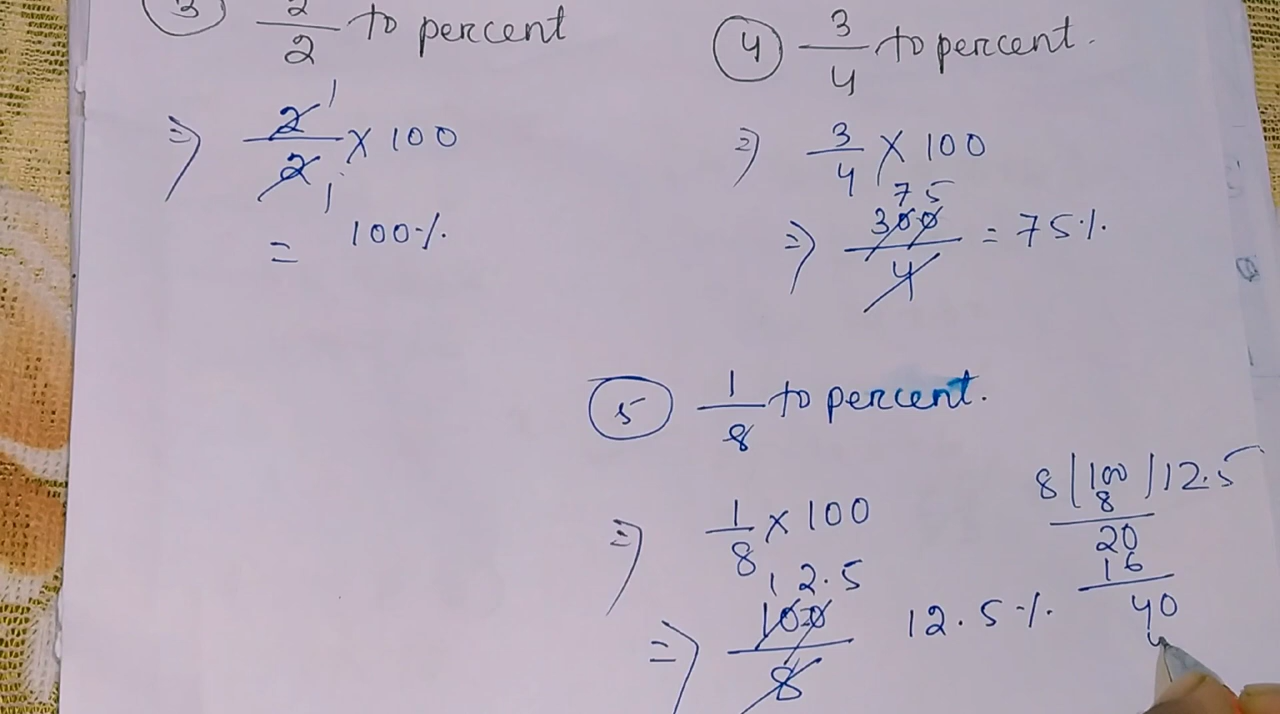 ③ 2/2 to percent
⇒ 2/2 × 100
= 100%
④ 3/4 to percent.
⇒ 3/4 × 100
75
⇒ 300/4 = 75%
⑤ 1/8 to percent.
⇒ 1/8 × 100
12.5
⇒ 100/8 12.5%
8 | 100 | 12.5
8
20
16
40